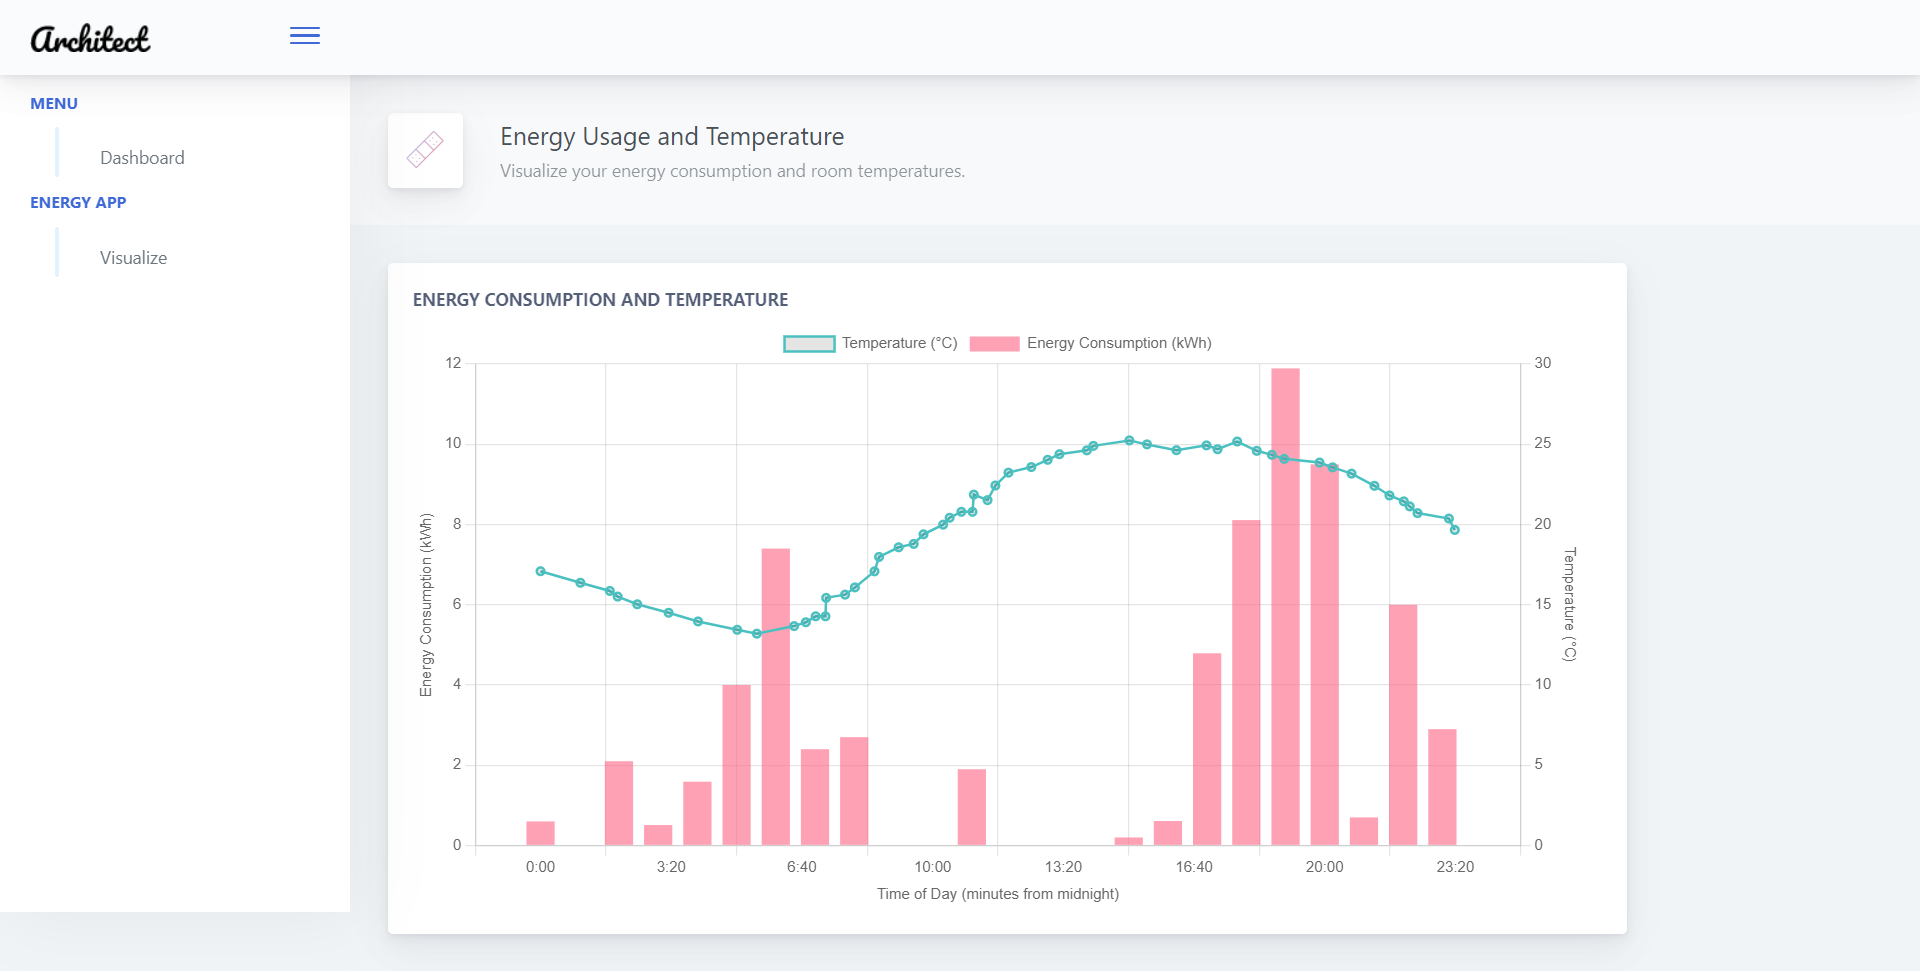 Architect
MENU
Dashboard
ENERGY APP
Visualize
Energy Usage and Temperature
Visualize your energy consumption and room temperatures.
ENERGY CONSUMPTION AND TEMPERATURE
Temperature (°C) Energy Consumption (kWh)
12
10
8
6
4
2
0
Energy Consumption (kWh)
30
25
20
15
10
5
0
Temperature (°C)
0:00 3:20 6:40 10:00 13:20 16:40 20:00 23:20
Time of Day (minutes from midnight)